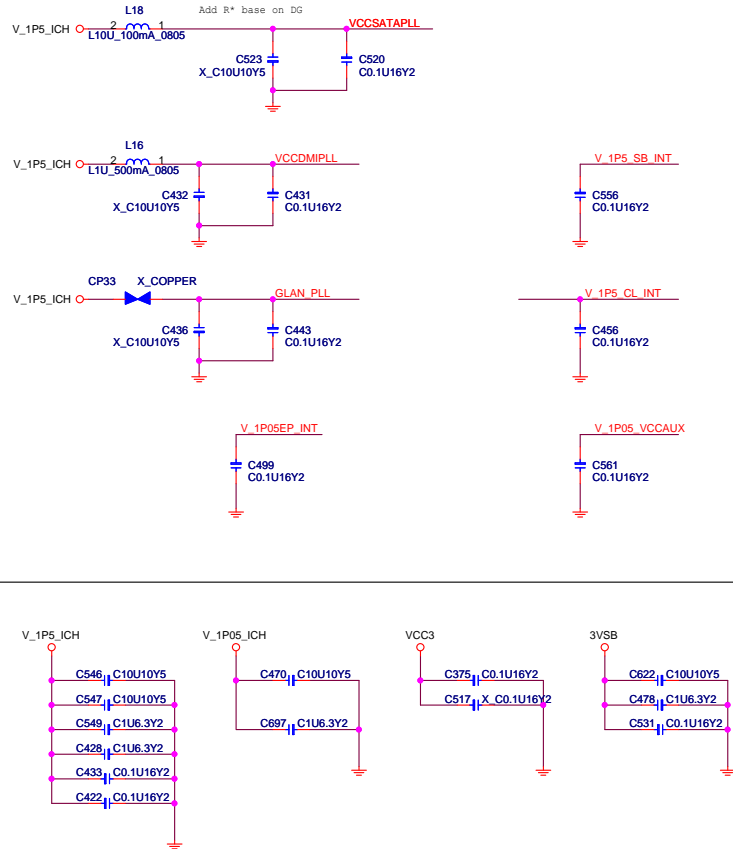 L18
Add R* base on DG
V_1P5_ICH
2
1
VCCSATAPLL
L10U_100mA_0805
C523
X_C10U10Y5
C520
C0.1U16Y2
L16
V_1P5_ICH
2
1
VCCDMIPLL
L1U_500mA_0805
C432
X_C10U10Y5
C431
C0.1U16Y2
V_1P5_SB_INT
C556
C0.1U16Y2
CP33
X_COPPER
V_1P5_ICH
GLAN_PLL
C436
X_C10U10Y5
C443
C0.1U16Y2
V_1P5_CL_INT
C456
C0.1U16Y2
V_1P05EP_INT
C499
C0.1U16Y2
V_1P05_VCCAUX
C561
C0.1U16Y2
V_1P5_ICH
C546 C10U10Y5
C547 C10U10Y5
C549 C1U6.3Y2
C428 C1U6.3Y2
C433 C0.1U16Y2
C422 C0.1U16Y2
V_1P05_ICH
C470 C10U10Y5
C697 C1U6.3Y2
VCC3
C375 C0.1U16Y2
C517 X_C0.1U16Y2
3VSB
C622 C10U10Y5
C478 C1U6.3Y2
C531 C0.1U16Y2